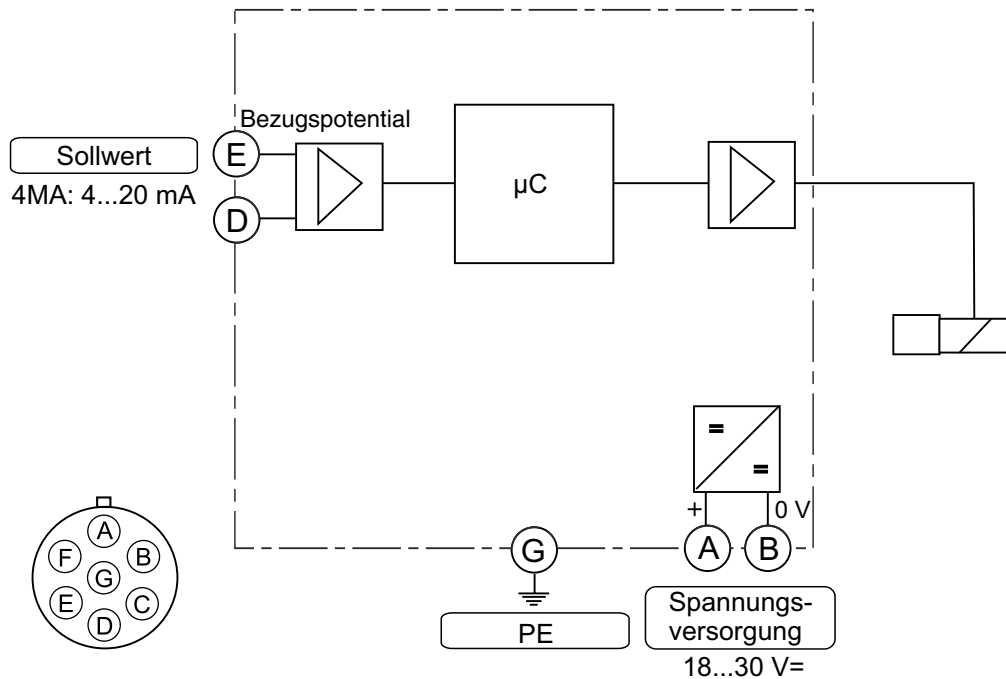 Bezugspotential
E
Sollwert
4MA: 4...20 mA
D
µC
+
0 V
G
A
B
PE
Spannungs-
versorgung
18...30 V=
A
F
B
G
E
C
D